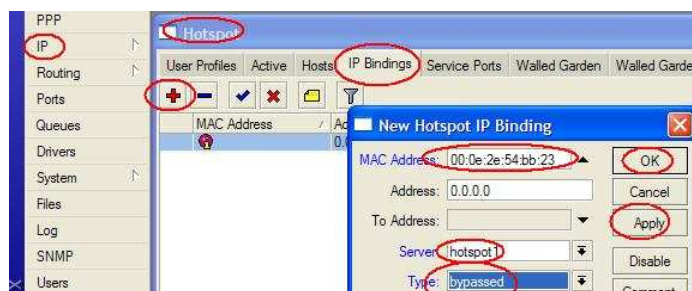 PPP
IP
Routing
Ports
Queues
Drivers
System
Files
Log
SNMP
Users
Hotspot
User Profiles Active Hosts IP Bindings Service Ports Walled Garden Walled Garde
MAC Address
New Hotspot IP Binding
MAC Address: 00:0e:2e:54:bb:23
Address: 0.0.0.0
To Address:
Server: hotspot1
Type: bypassed
OK
Cancel
Apply
Disable
Comment